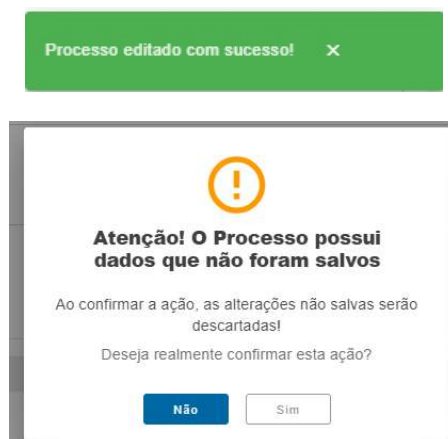 Processo editado com sucesso! ×
Atenção! O Processo possui
dados que não foram salvos
Ao confirmar a ação, as alterações não salvas serão
descartadas!
Deseja realmente confirmar esta ação?
Não Sim